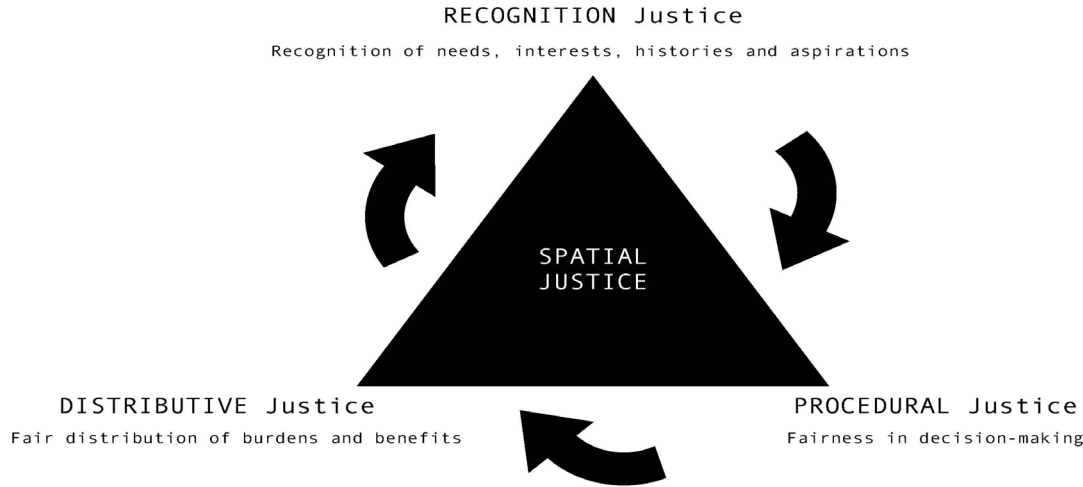 RECOGNITION Justice
Recognition of needs, interests, histories and aspirations
SPATIAL
JUSTICE
DISTRIBUTIVE Justice
Fair distribution of burdens and benefits
PROCEDURAL Justice
Fairness in decision-making